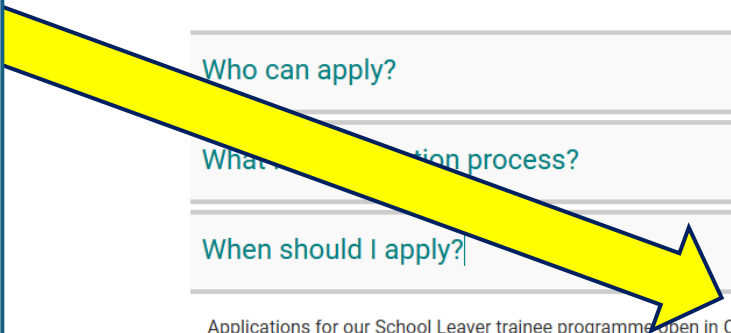 Who can apply?
What tion process?
When should I apply?
Applications for our School Leaver trainee programme open in